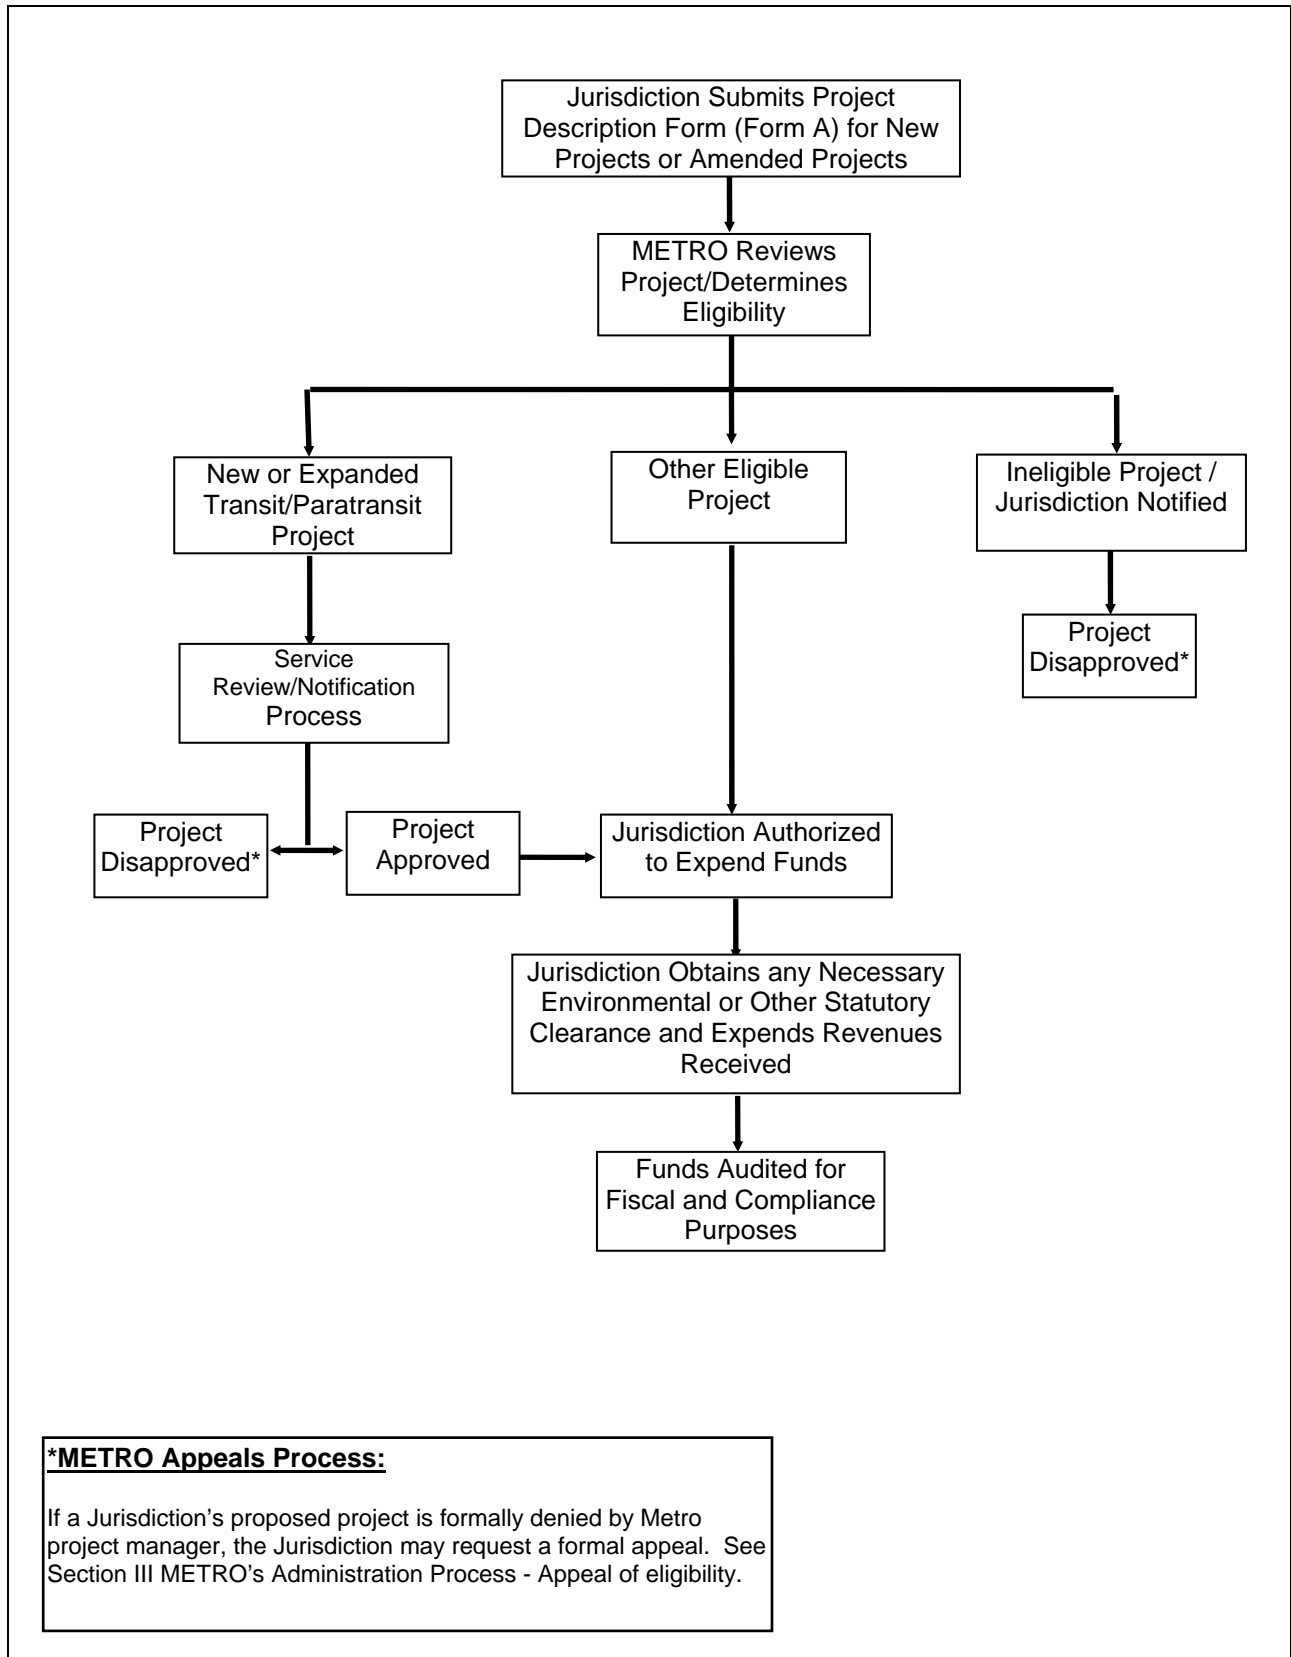 Jurisdiction Submits Project
Description Form (Form A) for New
Projects or Amended Projects
METRO Reviews
Project/Determines
Eligibility
New or Expanded
Transit/Paratransit
Project
Other Eligible
Project
Ineligible Project /
Jurisdiction Notified
Project
Disapproved*
Service
Review/Notification
Process
Project
Disapproved*
Project
Approved
Jurisdiction Authorized
to Expend Funds
Jurisdiction Obtains any Necessary
Environmental or Other Statutory
Clearance and Expends Revenues
Received
Funds Audited for
Fiscal and Compliance
Purposes
*METRO Appeals Process:
If a Jurisdiction’s proposed project is formally denied by Metro
project manager, the Jurisdiction may request a formal appeal.  See
Section III METRO’s Administration Process - Appeal of eligibility.